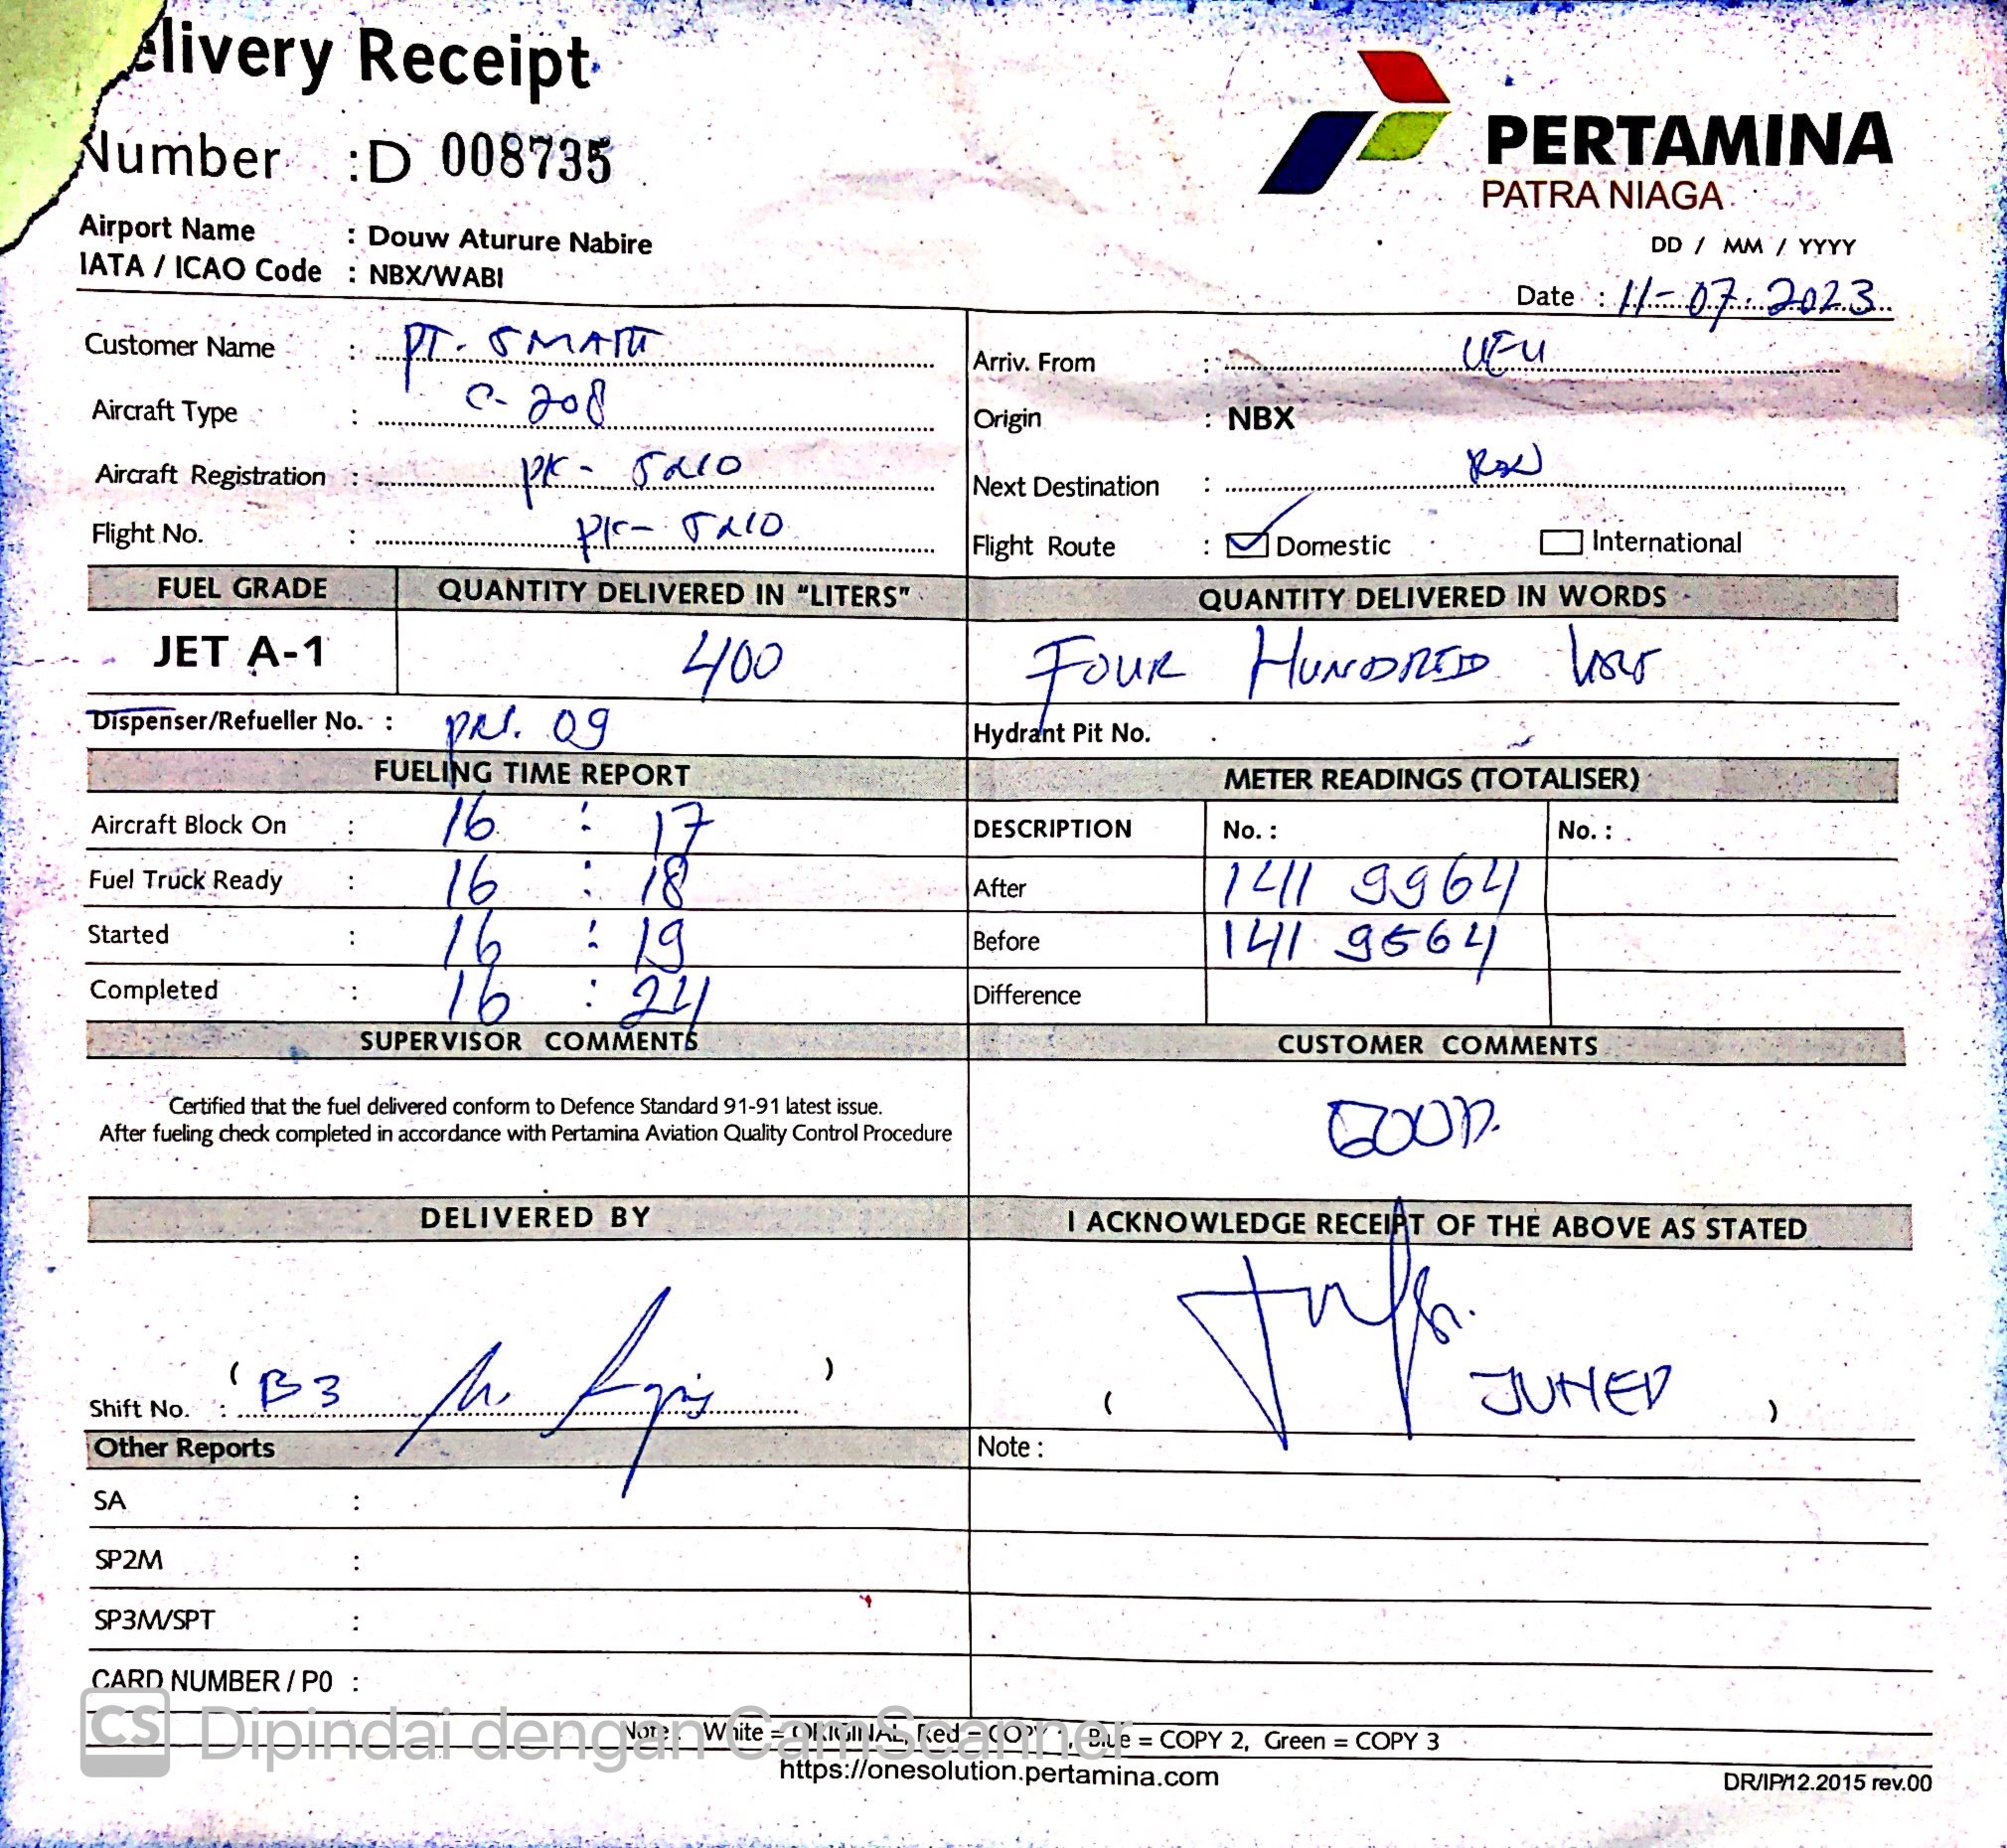 elivery Receipt
Number : D 008735
PERTAMINA
PATRA NIAGA
Airport Name : Douw Aturure Nabire
IATA / ICAO Code : NBX/WABI
DD / MM / YYYY
Date : 11-07-2023
Customer Name : PT. SMART
Arriv. From :
Aircraft Type : C-208
Origin : NBX
Aircraft Registration : PK-
Next Destination :
Flight No. : PK-
Flight Route : Domestic International
FUEL GRADE QUANTITY DELIVERED IN "LITERS" QUANTITY DELIVERED IN WORDS
JET A-1 400 FOUR HUNDRED
Dispenser/Refueller No. : 09
Hydrant Pit No.
FUELING TIME REPORT METER READINGS (TOTALISER)
Aircraft Block On : 16 : 17
DESCRIPTION No. : No. :
Fuel Truck Ready : 16 : 18
After 141 9964
Started : 16 : 19
Before 141 9564
Completed : 16 : 24
Difference
SUPERVISOR COMMENTS CUSTOMER COMMENTS
Certified that the fuel delivered conform to Defence Standard 91-91 latest issue.
After fueling check completed in accordance with Pertamina Aviation Quality Control Procedure
GOOD.
DELIVERED BY I ACKNOWLEDGE RECEIPT OF THE ABOVE AS STATED
Shift No. : ( B3 )
( )
Other Reports
Note :
SA :
SP2M :
SP3M/SPT :
CARD NUMBER / P0 :
Note : White = ORIGINAL, Red = COPY 1, Blue = COPY 2, Green = COPY 3
CS Dipindai dengan CamScanner
https://onesolution.pertamina.com
DR/IP/12.2015 rev.00